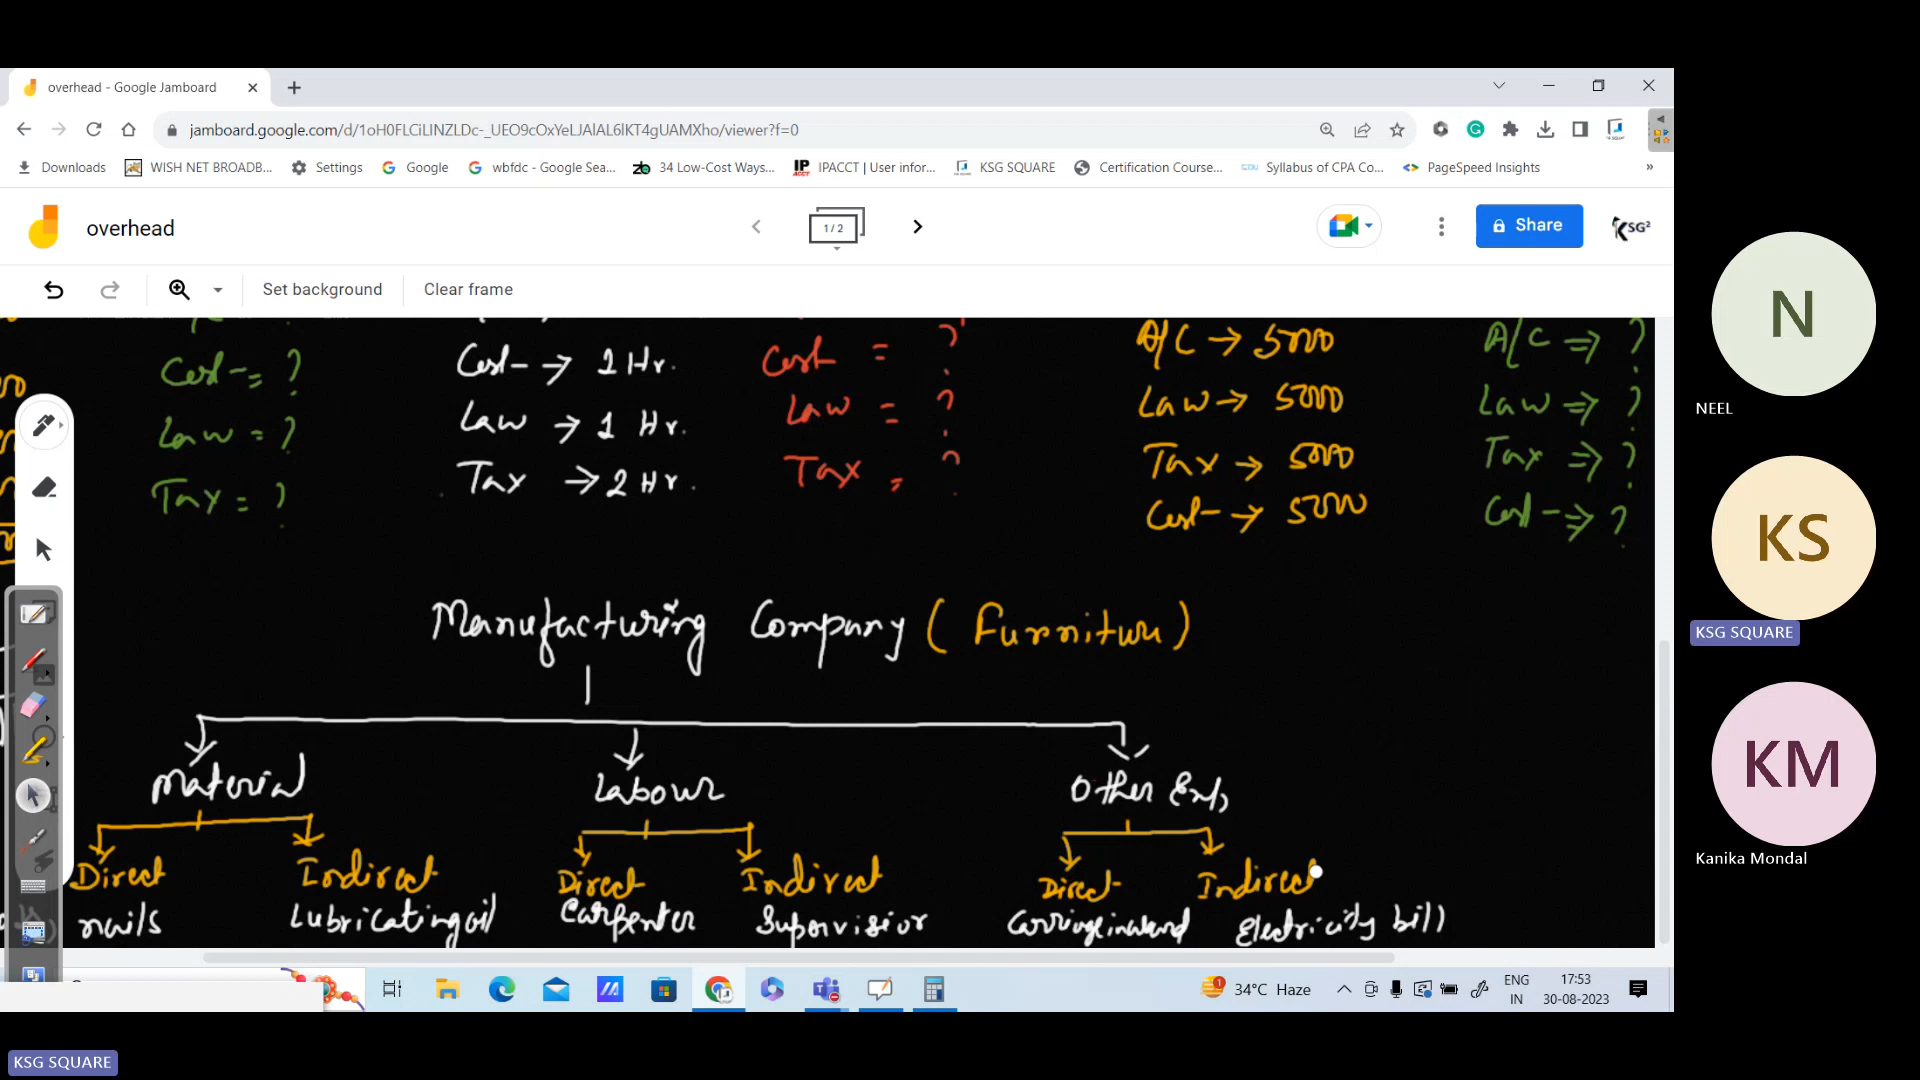 overhead - Google Jamboard
jamboard.google.com/d/1oH0FLCiLINZLDc-_UEO9cOxYeLJAlAL6lKT4gUAMXho/viewer?f=0
Downloads WISH NET BROADB... Settings Google wbfdc - Google Sea... 34 Low-Cost Ways... IPACCT | User infor... KSG SQUARE Certification Course... Syllabus of CPA Co... PageSpeed Insights »
overhead 1 / 2 Share KSG²
Set background Clear frame
A/C → 5000 A/C ⇒ ?
Cost = ? Cost → 2 Hr. Cost = ?
Law → 5000 Law ⇒ ?
Law = ? Law → 1 Hr. Law = ?
Tax → 5000 Tax ⇒ ?
Tax = ? Tax → 2 Hr. Tax = ?
Cost → 5000 Cost ⇒ ?
Manufacturing Company (Furniture)
Material Labour Other Exp
Direct Indirect Direct Indirect Direct Indirect
nails Lubricating oil Carpenter Supervisior Carriage inward Electricity bill
34°C Haze ENG IN 17:53 30-08-2023
N
NEEL
KS
KSG SQUARE
KM
Kanika Mondal
KSG SQUARE